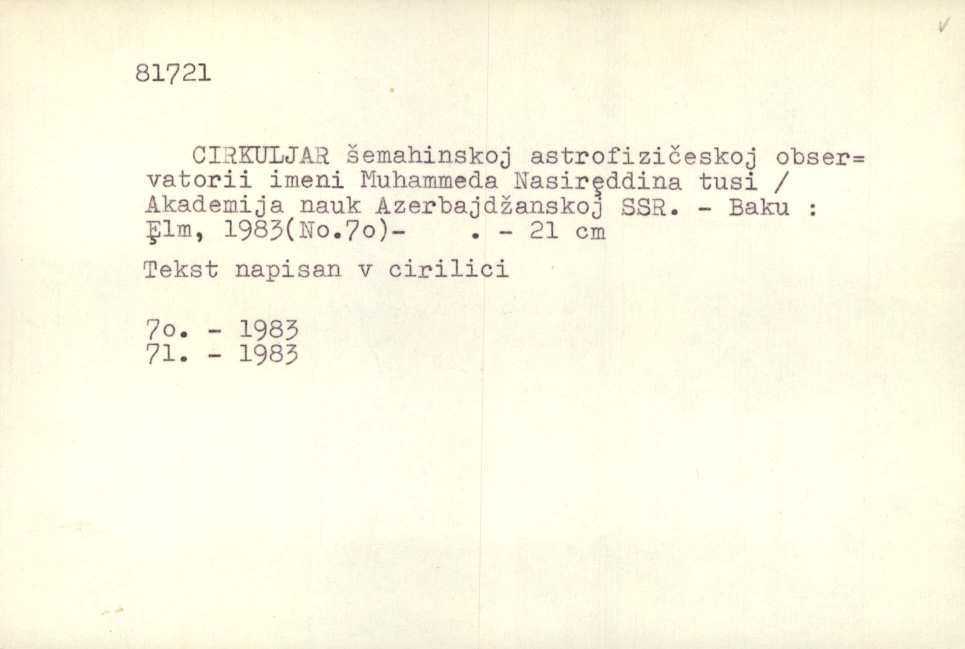 81721
CIRKULJAR šemahinskoj astrofizičeskoj obser=
vatorii imeni Muhammeda Nasirȩddina tusi /
Akademija nauk Azerbajdžanskoj SSR. - Baku :
Ȩlm, 1983(No.7o)-     . - 21 cm
Tekst napisan v cirilici
7o. - 1983
71. - 1983